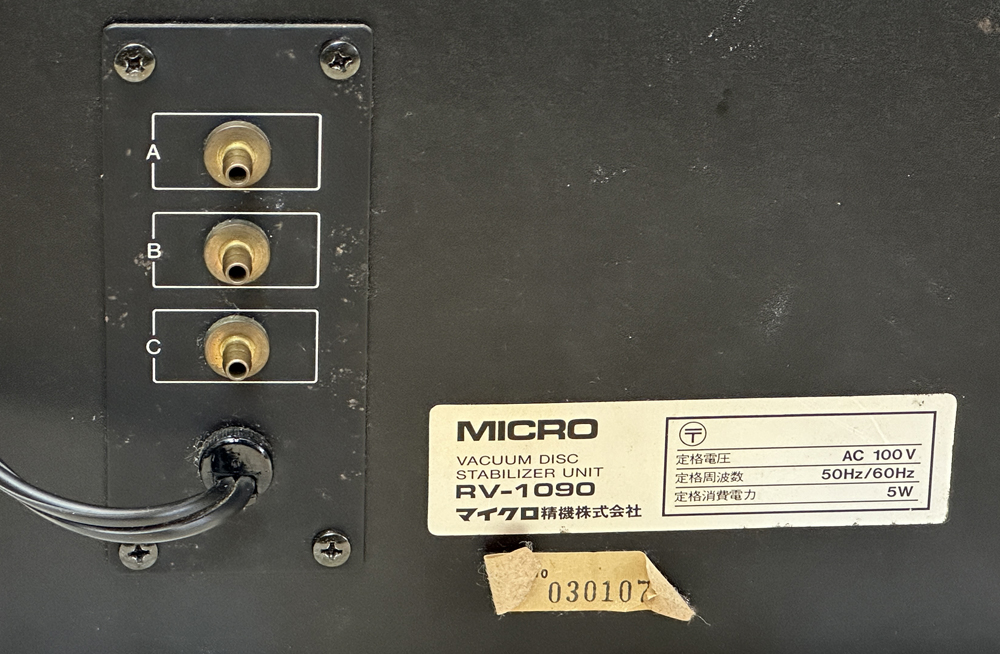 A
B
C
MICRO
VACUUM DISC
STABILIZER UNIT
RV-1090
マイクロ精機株式会社
〒
定格電圧 AC 100V
定格周波数 50Hz/60Hz
定格消費電力 5W
030107